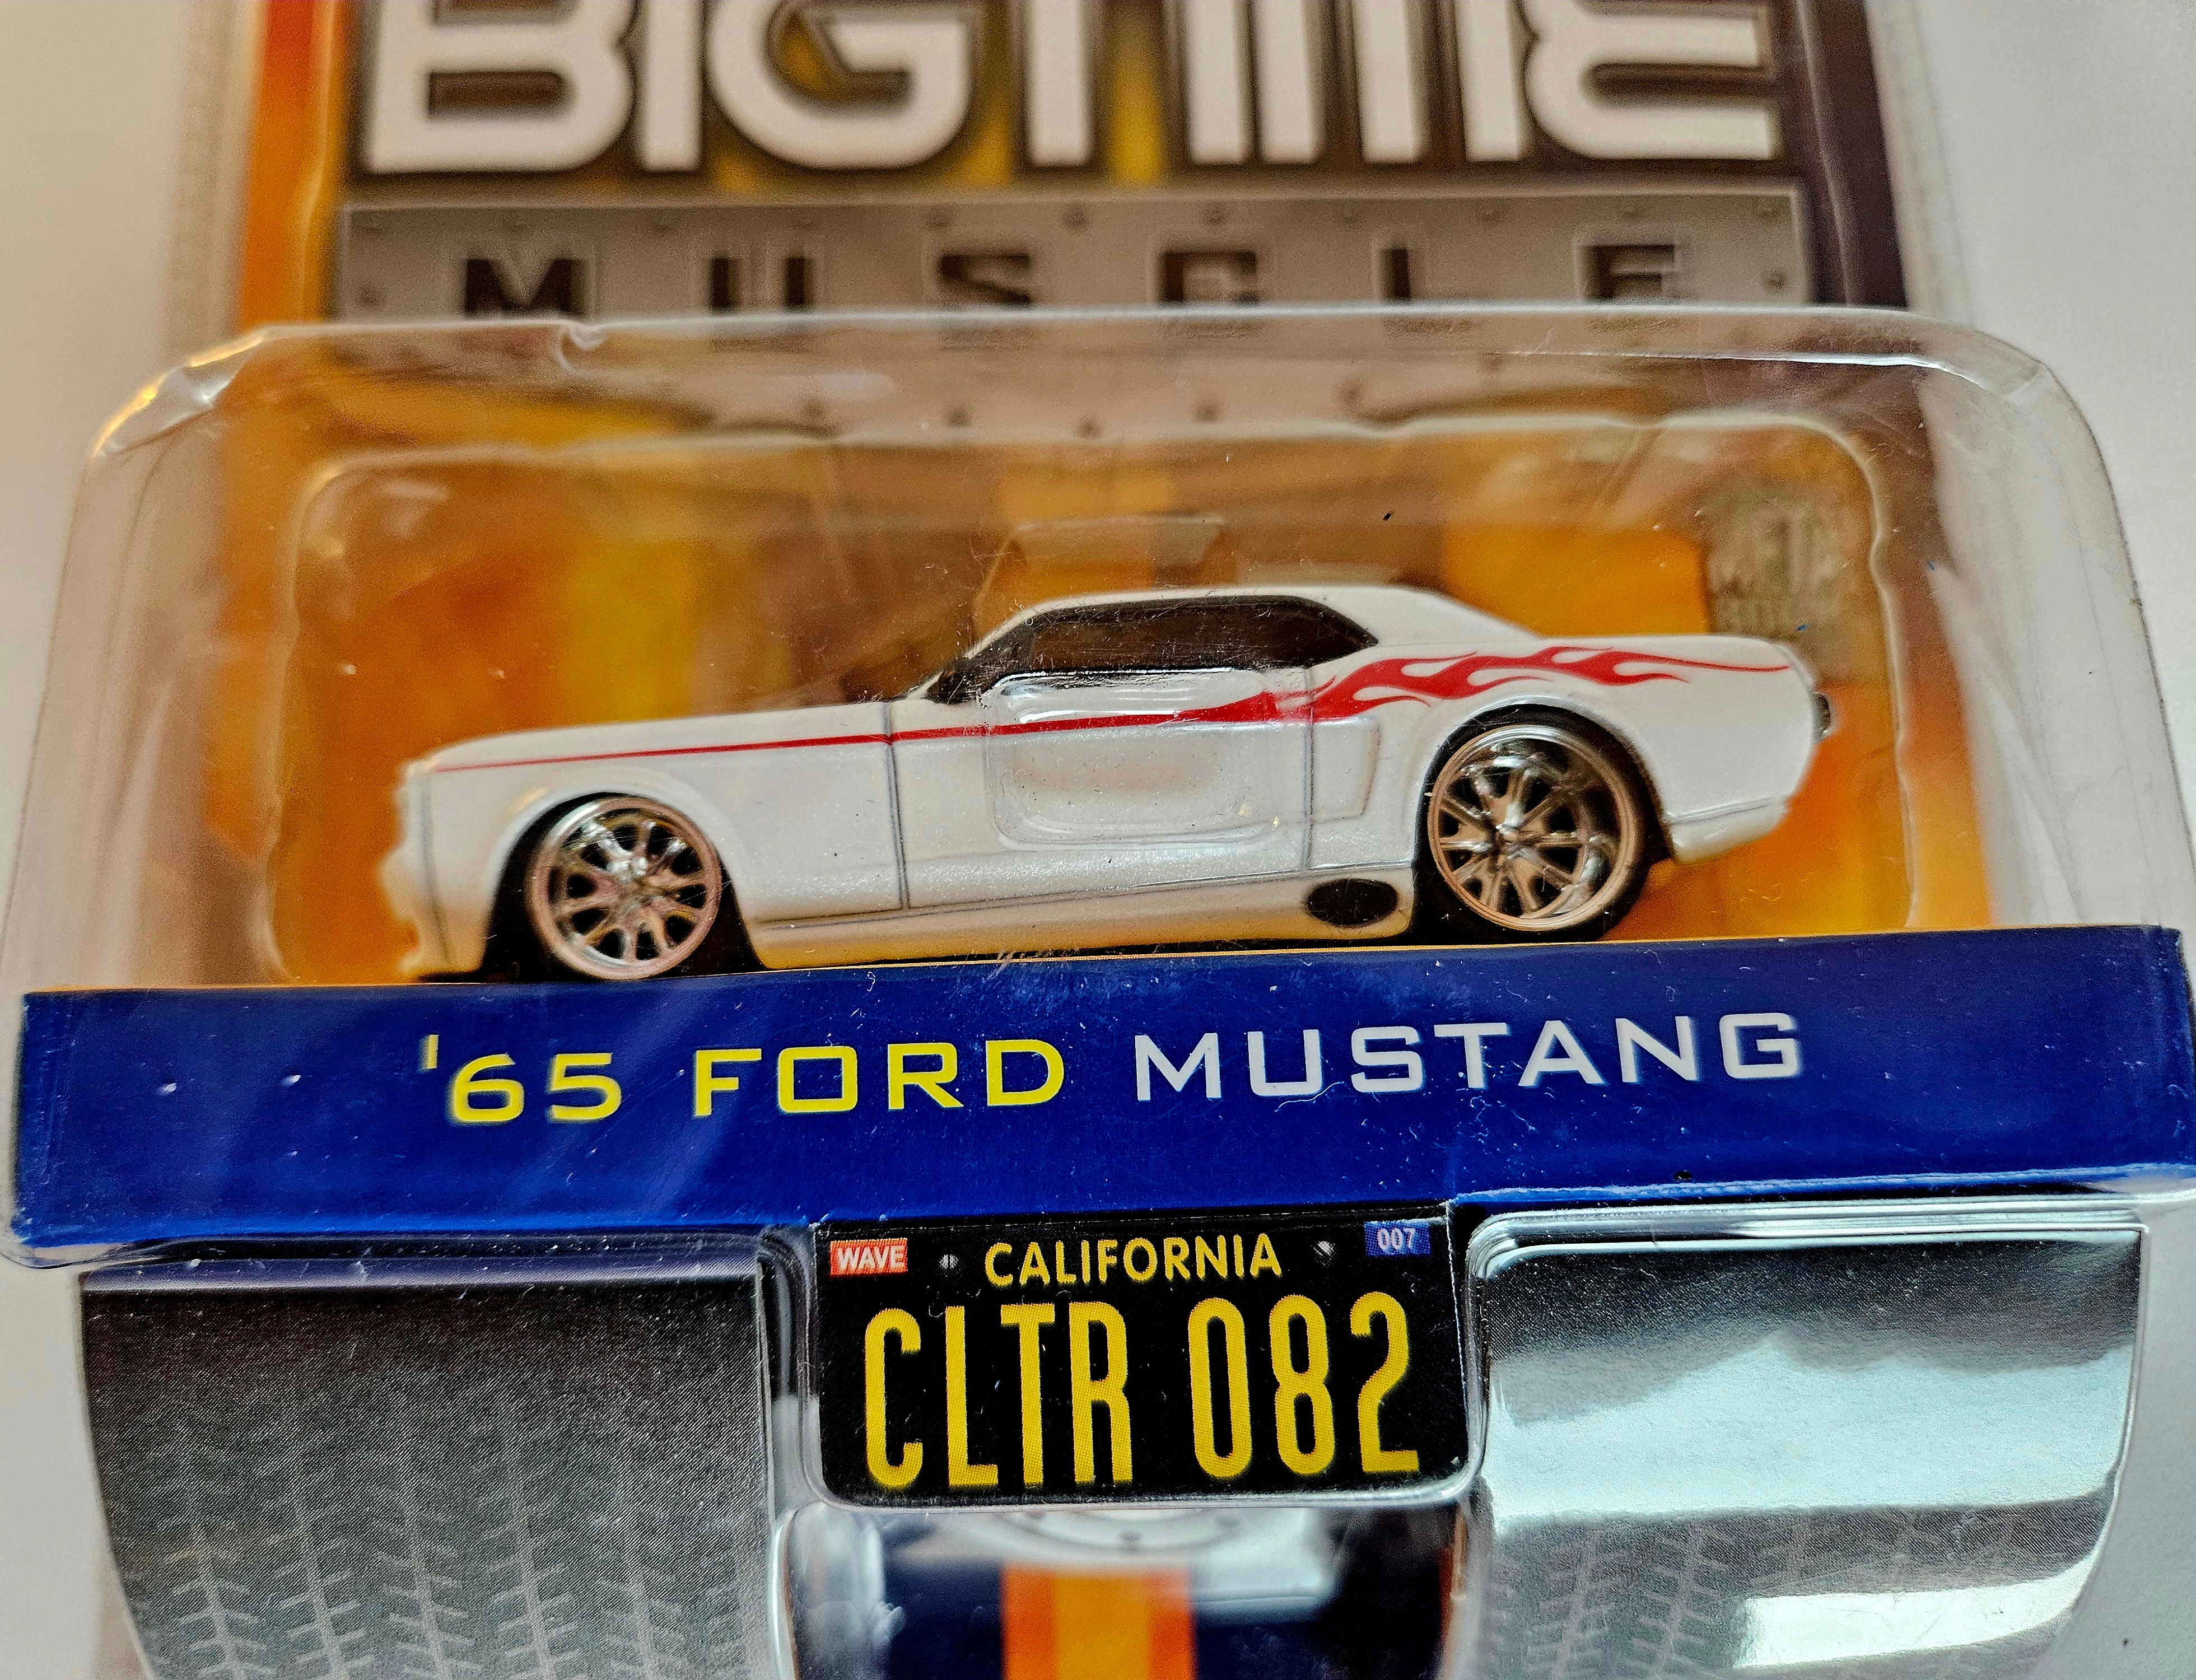 BIGTIME
MUSCLE
'65 FORD MUSTANG
WAVE CALIFORNIA 007
CLTR 082